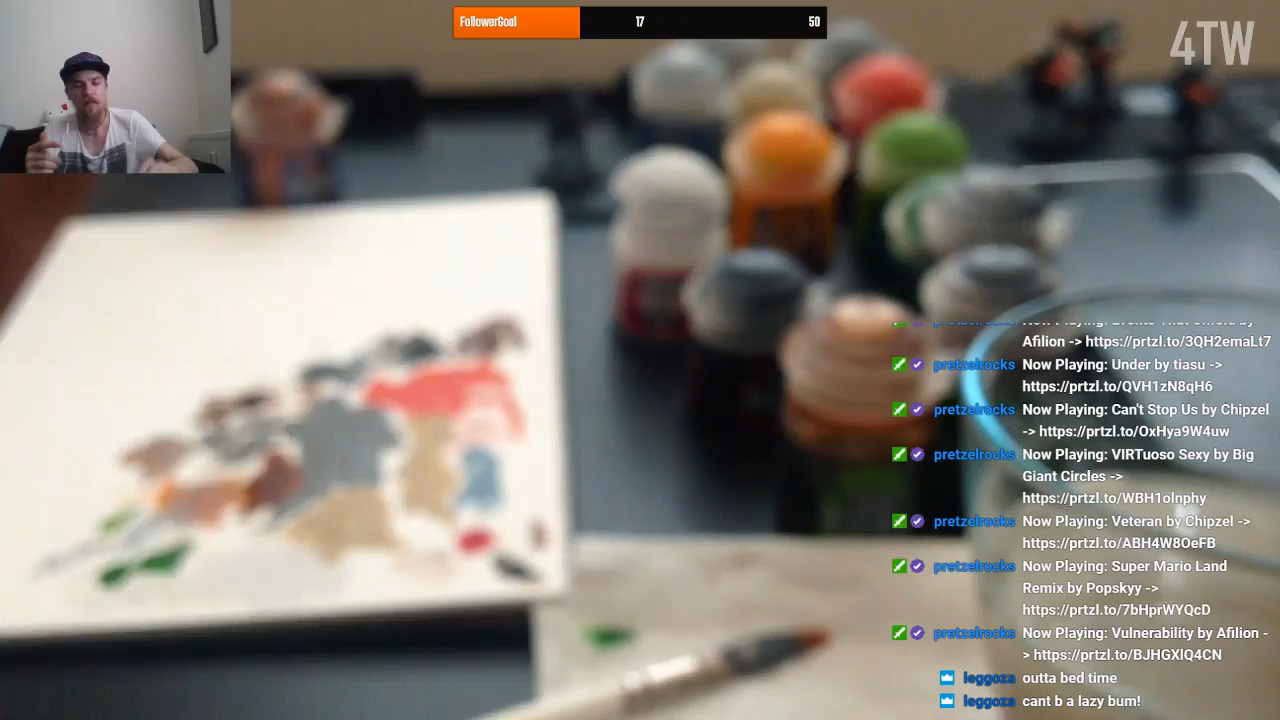 FollowerGoal 17 50
4TW
Afilion -> https://prtzl.to/3QH2emaLt7
pretzelrocks Now Playing: Under by tiasu ->
https://prtzl.to/QVH1zN8qH6
pretzelrocks Now Playing: Can't Stop Us by Chipzel
-> https://prtzl.to/OxHya9W4uw
pretzelrocks Now Playing: VIRTuoso Sexy by Big
Giant Circles ->
https://prtzl.to/WBH1olnphy
pretzelrocks Now Playing: Veteran by Chipzel ->
https://prtzl.to/ABH4W8OeFB
pretzelrocks Now Playing: Super Mario Land
Remix by Popskyy ->
https://prtzl.to/7bHprWYQcD
pretzelrocks Now Playing: Vulnerability by Afilion -
> https://prtzl.to/BJHGXlQ4CN
leggoza outta bed time
leggoza cant b a lazy bum!